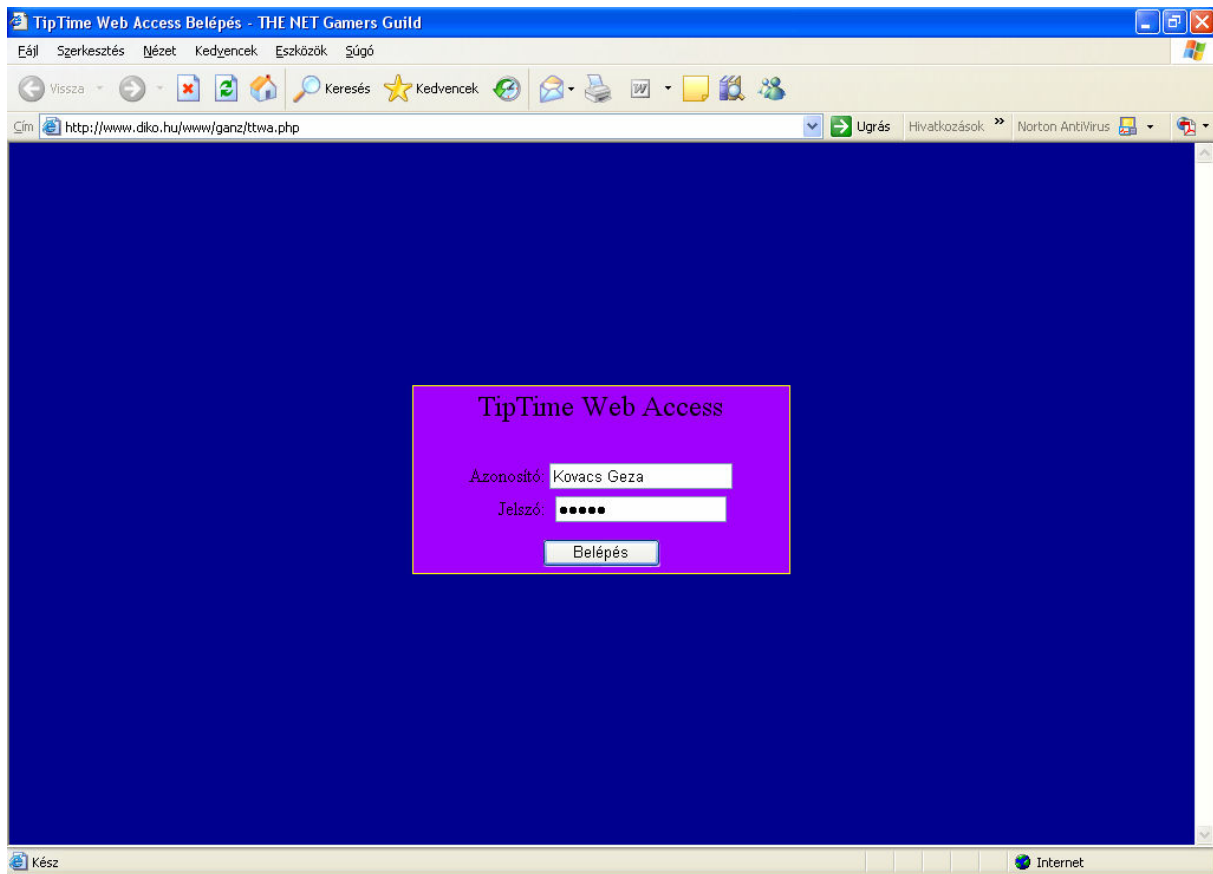 TipTime Web Access Belépés - THE NET Gamers Guild
Fájl Szerkesztés Nézet Kedvencek Eszközök Súgó
Vissza Keresés Kedvencek W
Cím http://www.diko.hu/www/ganz/ttwa.php Ugrás Hivatkozások » Norton AntiVirus
TipTime Web Access
Azonosító: Kovacs Geza
Jelszó: •••••
Belépés
Kész Internet